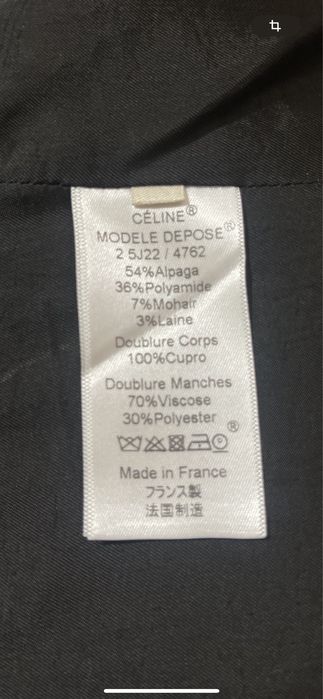 CÉLINE®
MODELE DEPOSE®
2 5J22 / 4762
54%Alpaga
36%Polyamide
7%Mohair
3%Laine
Doublure Corps
100%Cupro
Doublure Manches
70%Viscose
30%Polyester
®
Made in France
フランス製
法国制造